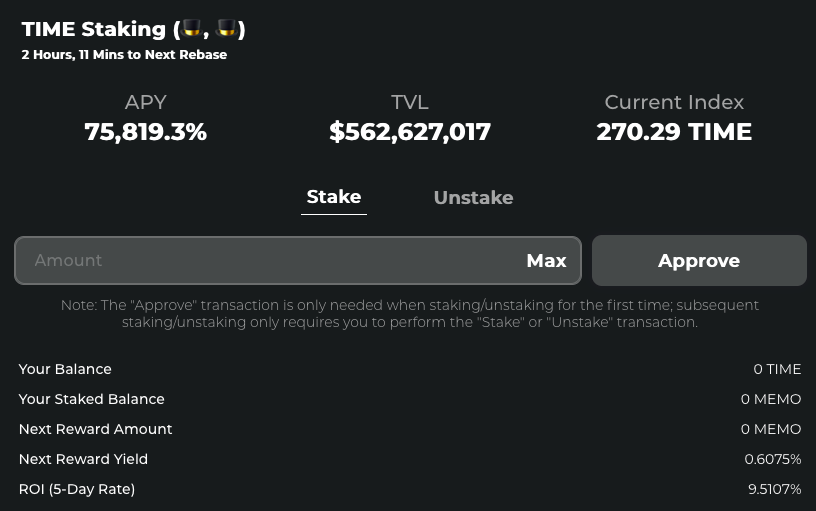 TIME Staking (🎩, 🎩)
2 Hours, 11 Mins to Next Rebase
APY TVL Current Index
75,819.3% $562,627,017 270.29 TIME
Stake Unstake
Amount Max Approve
Note: The "Approve" transaction is only needed when staking/unstaking for the first time; subsequent
staking/unstaking only requires you to perform the "Stake" or "Unstake" transaction.
Your Balance 0 TIME
Your Staked Balance 0 MEMO
Next Reward Amount 0 MEMO
Next Reward Yield 0.6075%
ROI (5-Day Rate) 9.5107%